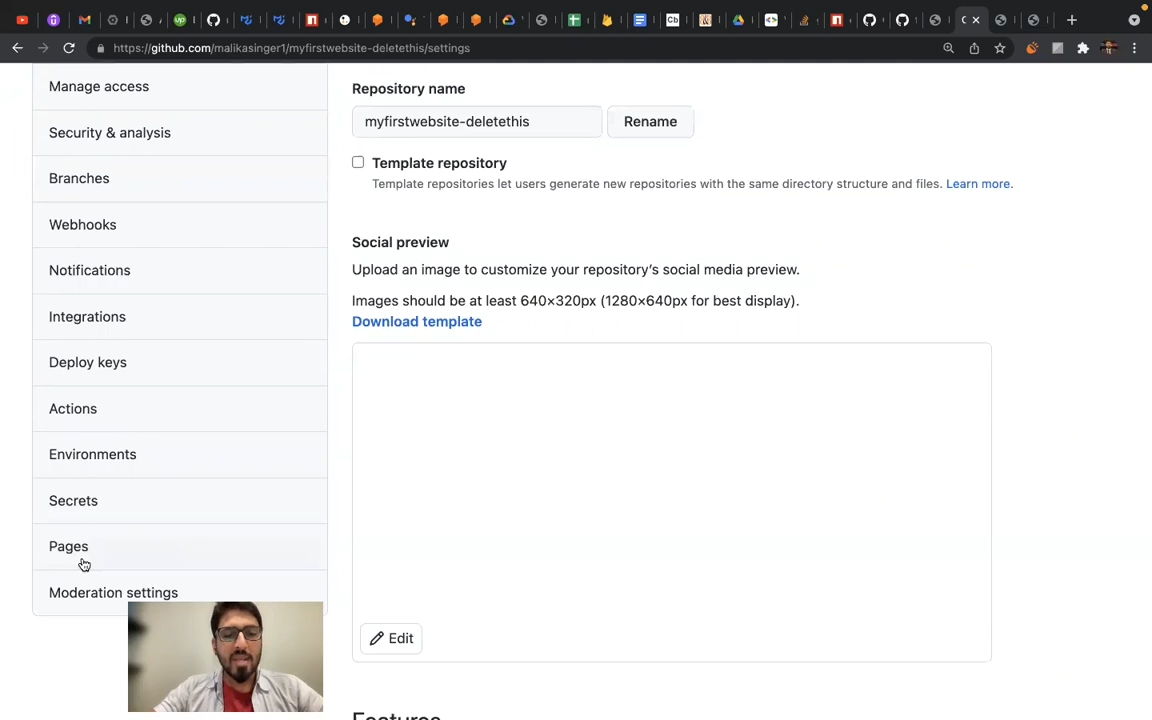 https://github.com/malikasinger1/myfirstwebsite-deletethis/settings
Manage access
Security & analysis
Branches
Webhooks
Notifications
Integrations
Deploy keys
Actions
Environments
Secrets
Pages
Moderation settings
Repository name
myfirstwebsite-deletethis
Rename
Template repository
Template repositories let users generate new repositories with the same directory structure and files. Learn more.
Social preview
Upload an image to customize your repository's social media preview.
Images should be at least 640×320px (1280×640px for best display).
Download template
Edit